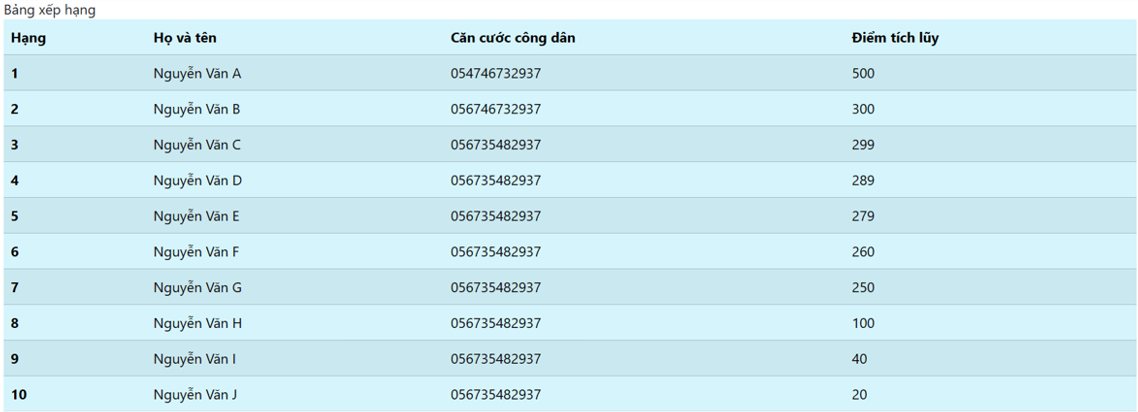 Bảng xếp hạng
Hạng Họ và tên Căn cước công dân Điểm tích lũy
1 Nguyễn Văn A 054746732937 500
2 Nguyễn Văn B 056746732937 300
3 Nguyễn Văn C 056735482937 299
4 Nguyễn Văn D 056735482937 289
5 Nguyễn Văn E 056735482937 279
6 Nguyễn Văn F 056735482937 260
7 Nguyễn Văn G 056735482937 250
8 Nguyễn Văn H 056735482937 100
9 Nguyễn Văn I 056735482937 40
10 Nguyễn Văn J 056735482937 20